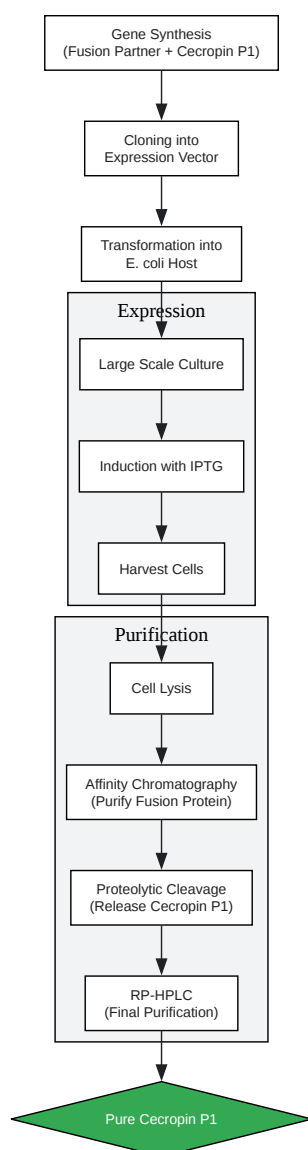 Gene Synthesis
(Fusion Partner + Cecropin P1)
Cloning into
Expression Vector
Transformation into
E. coli Host
Expression
Large Scale Culture
Induction with IPTG
Harvest Cells
Purification
Cell Lysis
Affinity Chromatography
(Purify Fusion Protein)
Proteolytic Cleavage
(Release Cecropin P1)
RP-HPLC
(Final Purification)
Pure Cecropin P1